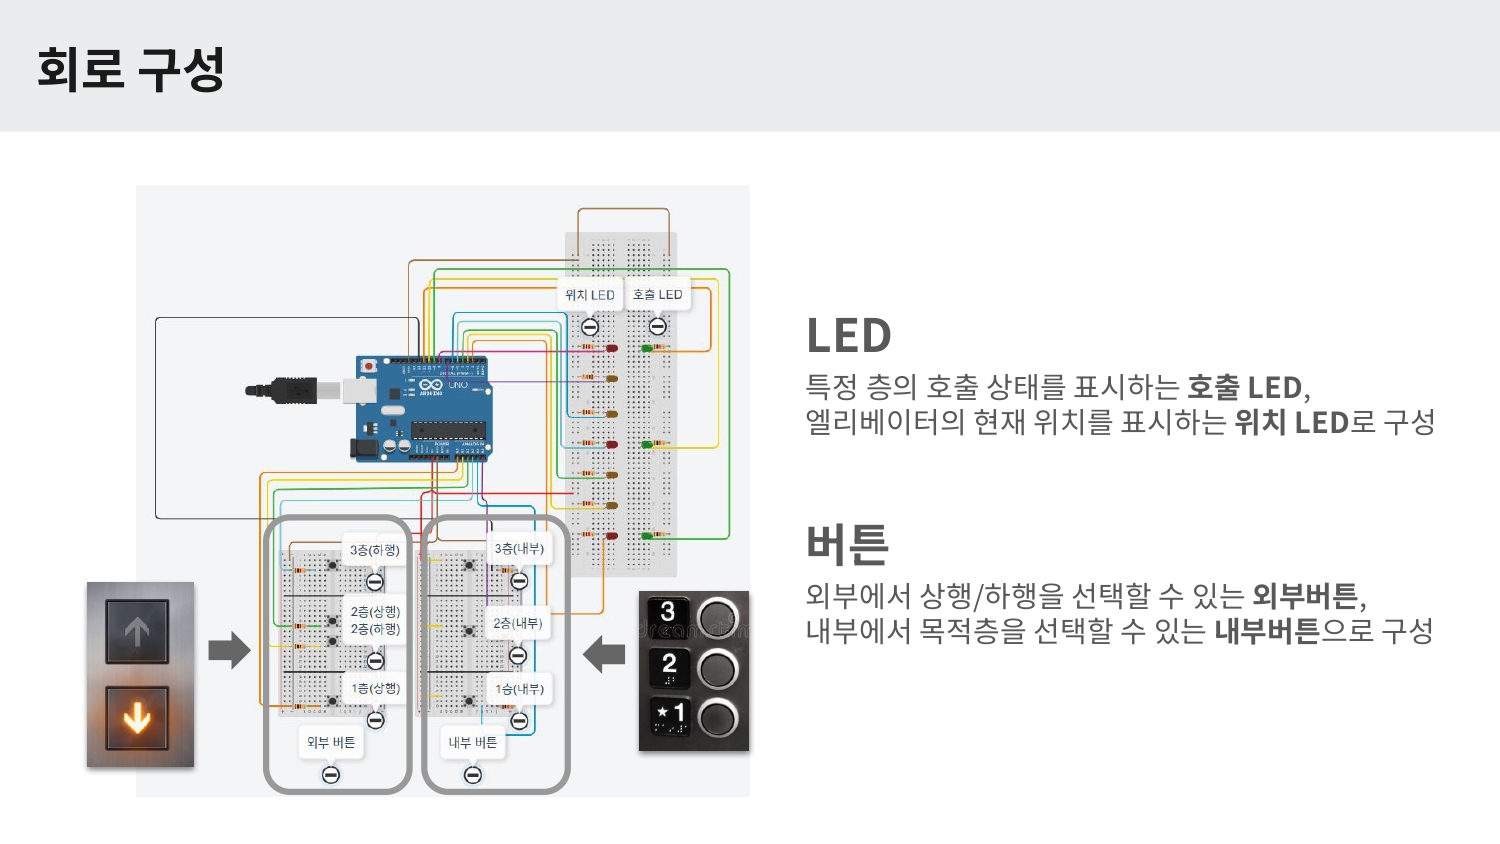 회로 구성
위치 LED
호출 LED
UNO
ARDUINO
3층(하행)
2층(상행)
2층(하행)
1층(상행)
외부 버튼
3층(내부)
2층(내부)
1층(내부)
내부 버튼
3
2
★1
dreamstime
LED
특정 층의 호출 상태를 표시하는 호출 LED,
엘리베이터의 현재 위치를 표시하는 위치 LED로 구성
버튼
외부에서 상행/하행을 선택할 수 있는 외부버튼,
내부에서 목적층을 선택할 수 있는 내부버튼으로 구성